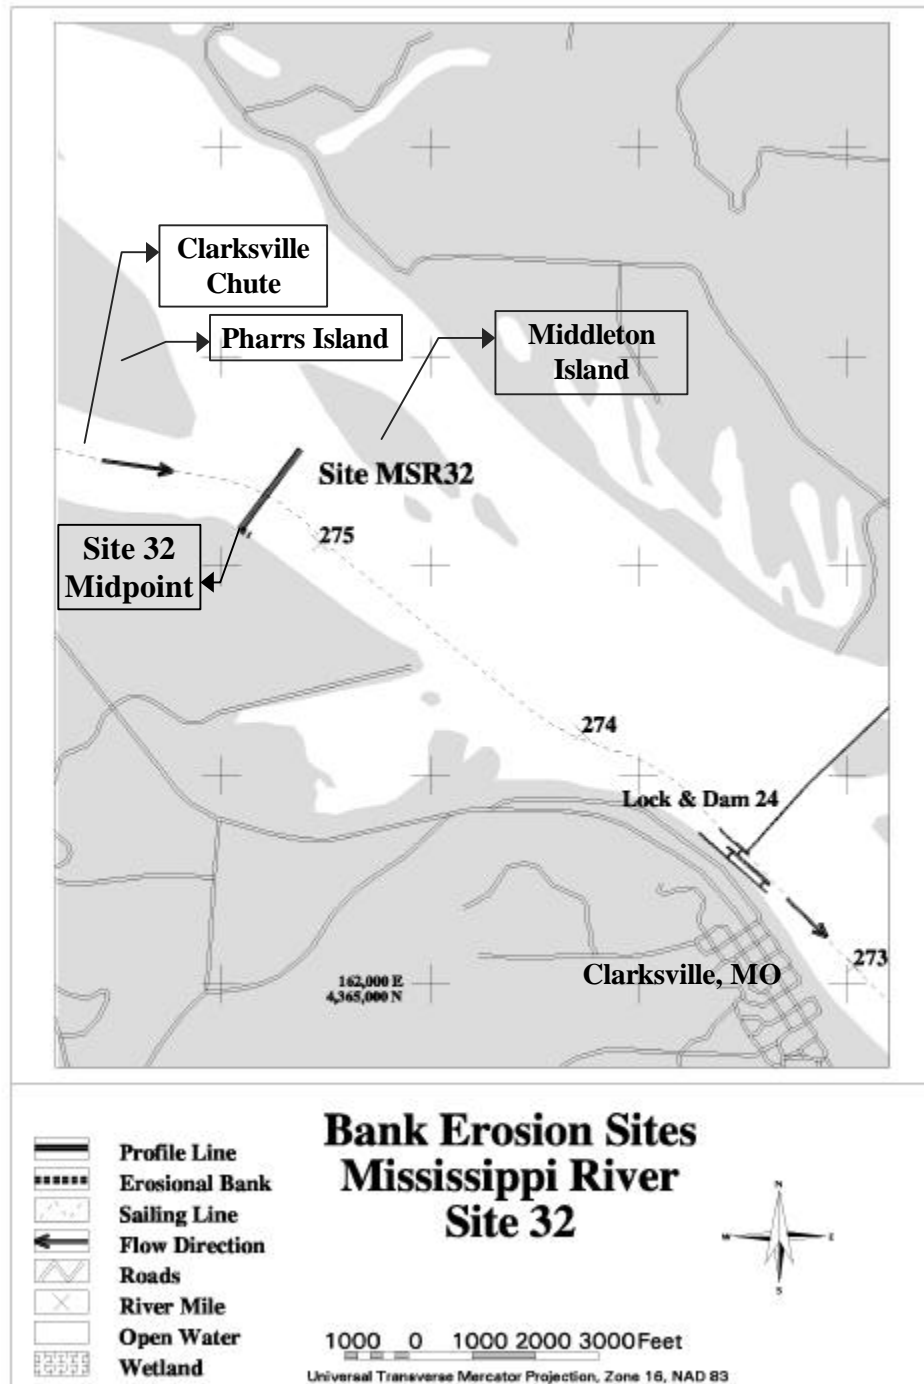 Clarksville
Chute
Pharrs Island
Middleton
Island
Site MSR32
275
Site 32
Midpoint
274
Lock & Dam 24
273
162,000 E
4,365,000 N
Clarksville, MO
Bank Erosion Sites
Mississippi River
Site 32
Profile Line
Erosional Bank
Sailing Line
Flow Direction
Roads
River Mile
Open Water
Wetland
N
W
E
S
1000 0 1000 2000 3000 Feet
Universal Transverse Mercator Projection, Zone 16, NAD 83